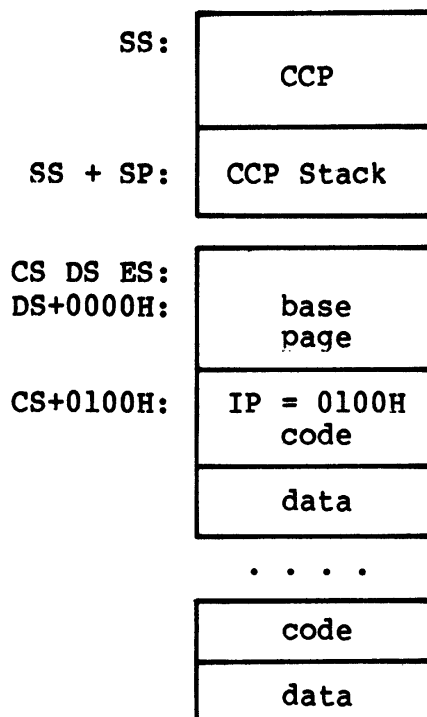 SS:
CCP
SS + SP: CCP Stack
CS DS ES:
DS+0000H: base
page
CS+0100H: IP = 0100H
code
data
. . . .
code
data